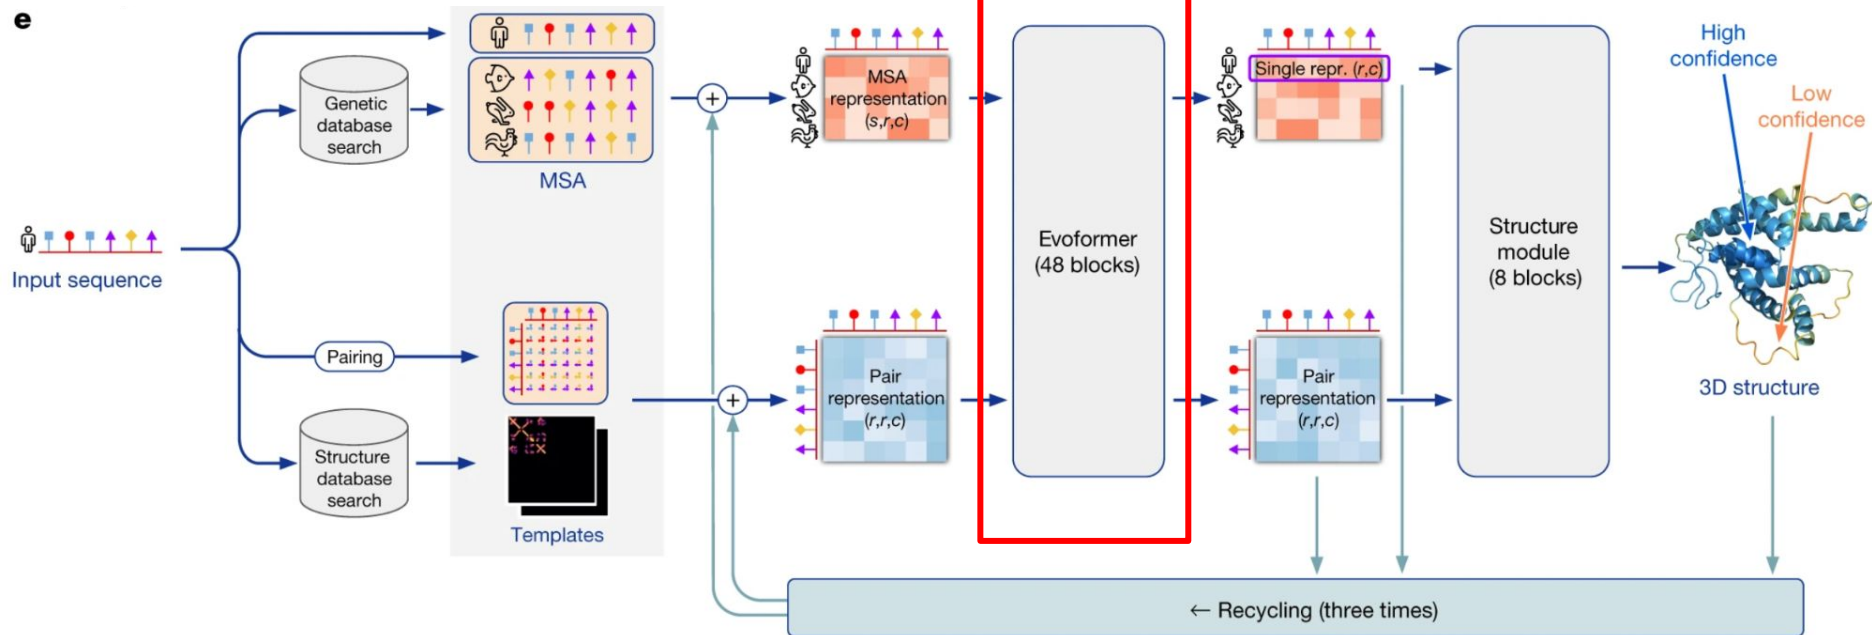 e
Input sequence
Genetic
database
search
Pairing
Structure
database
search
MSA
Templates
+
+
MSA
representation
(s,r,c)
Pair
representation
(r,r,c)
Evoformer
(48 blocks)
Single repr. (r,c)
Pair
representation
(r,r,c)
Structure
module
(8 blocks)
High
confidence
Low
confidence
3D structure
← Recycling (three times)